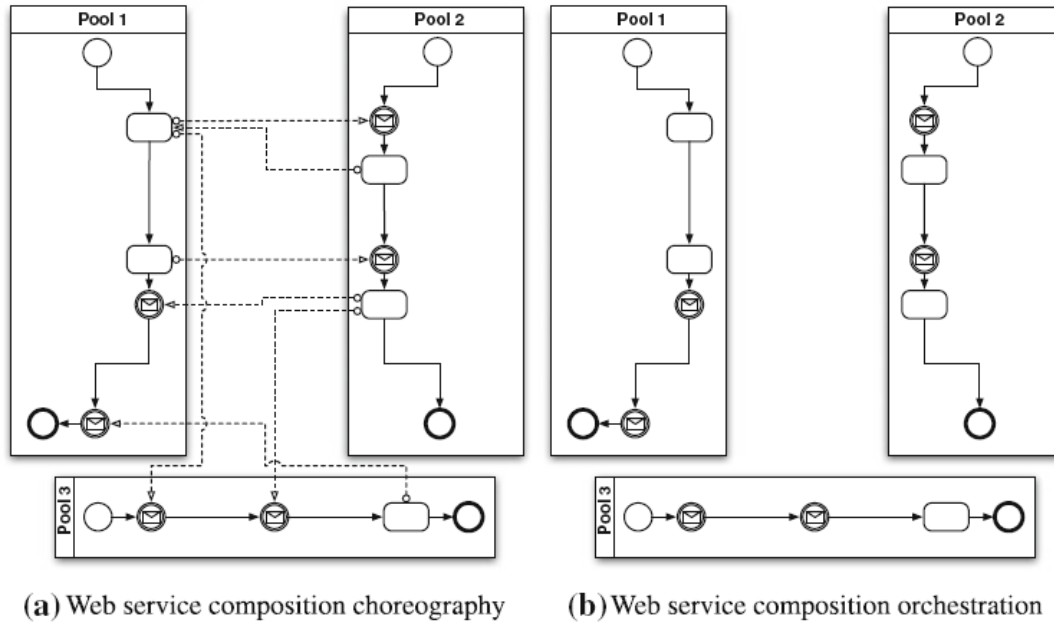 Pool 1
Pool 2
Pool 3
Pool 1
Pool 2
Pool 3
(a) Web service composition choreography
(b) Web service composition orchestration